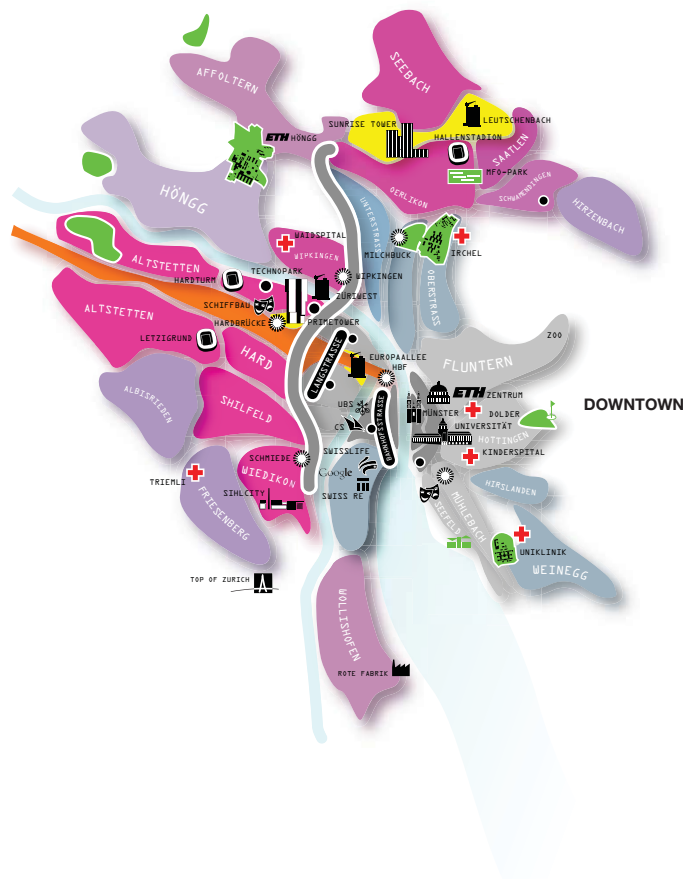 SEEBACH
AFFOLTERN
LEUTSCHENBACH
SUNRISE TOWER
ETH HÖNGG
HALLENSTADION
SAATLEN
MFO-PARK
OERLIKON
SCHWAMENDINGEN
HÖNGG
HIRZENBACH
UNTERSTRASS
WAIDSPITAL
WIPKINGEN
MILCHBUCK
IRCHEL
ALTSTETTEN
TECHNOPARK
WIPKINGEN
HARDTURM
OBERSTRASS
ZÜRIWEST
SCHIFFBAU
ALTSTETTEN
HARDBRÜCKE
PRIMETOWER
LETZIGRUND
ZOO
HARD
LANGSTRASSE
EUROPAALLEE
HBF
FLUNTERN
ALBISRIEDEN
SHILFELD
ETH ZENTRUM
DOWNTOWN
UBS
BAHNHOFSSTRASSE
MÜNSTER
DOLDER
CS
UNIVERSITÄT
HOTTINGEN
SWISSLIFE
KINDERSPITAL
SCHMIEDE
WIEDIKON
Google
TRIEMLI
FRIESENBERG
SIHLCITY
SWISS RE
HIRSLANDEN
MÜHLEBACH
SEEFELD
UNIKLINIK
WEINEGG
TOP OF ZURICH
WOLLISHOFEN
ROTE FABRIK